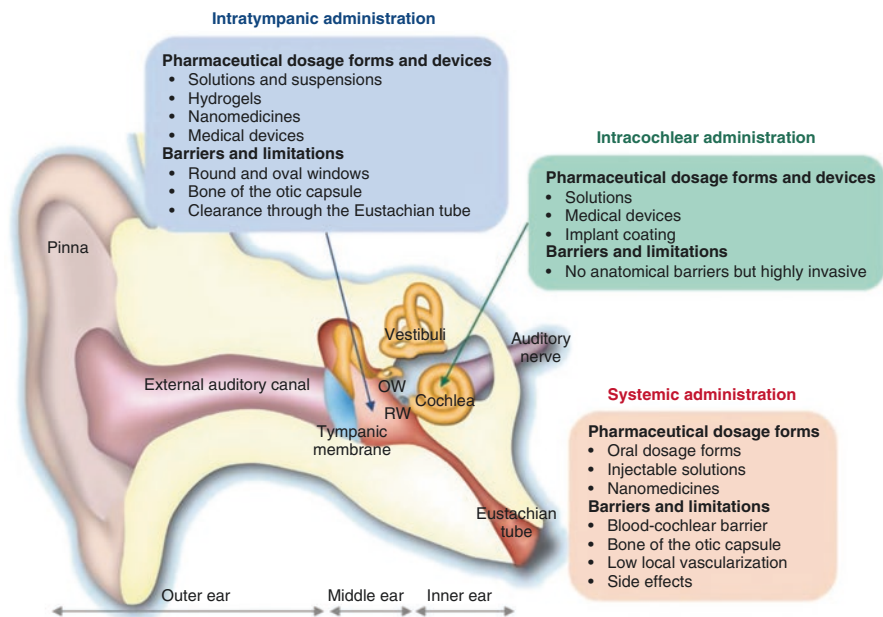 Intratympanic administration
Pharmaceutical dosage forms and devices
• Solutions and suspensions
• Hydrogels
• Nanomedicines
• Medical devices
Barriers and limitations
• Round and oval windows
• Bone of the otic capsule
• Clearance through the Eustachian tube
Intracochlear administration
Pharmaceutical dosage forms and devices
• Solutions
• Medical devices
• Implant coating
Barriers and limitations
• No anatomical barriers but highly invasive
Pinna
Vestibuli
Auditory
nerve
External auditory canal
OW
Cochlea
RW
Tympanic
membrane
Eustachian
tube
Systemic administration
Pharmaceutical dosage forms
• Oral dosage forms
• Injectable solutions
• Nanomedicines
Barriers and limitations
• Blood-cochlear barrier
• Bone of the otic capsule
• Low local vascularization
• Side effects
Outer ear
Middle ear
Inner ear